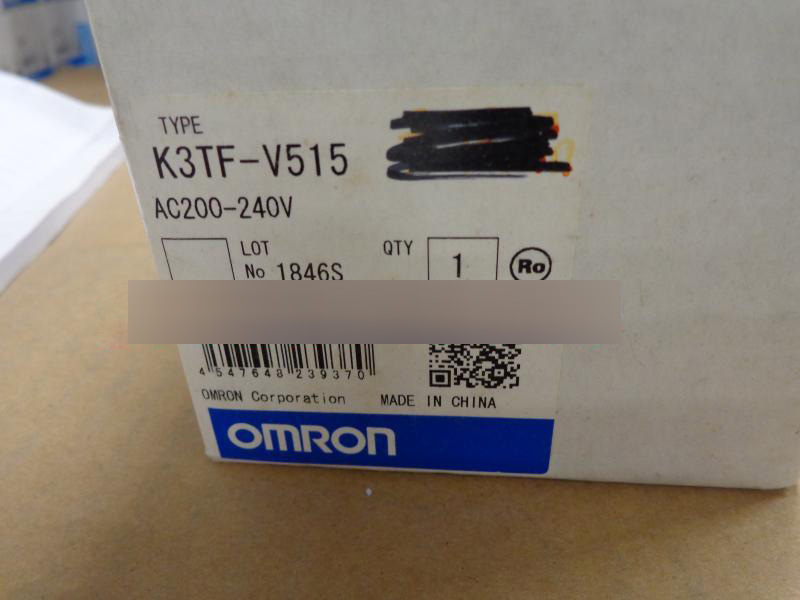 TYPE
K3TF-V515
AC200-240V
LOT
No 1846S
QTY
1
Ro
4 547648 239370
OMRON Corporation MADE IN CHINA
OMRON